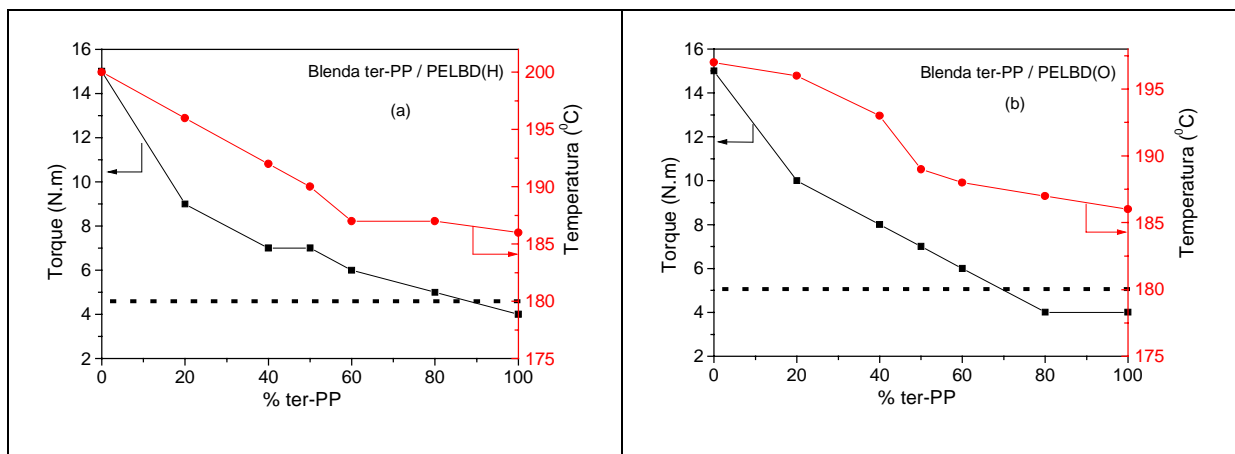 16
14
12
10
8
6
4
2
Torque (N.m)
Blenda ter-PP / PELBD(H)
(a)
200
195
190
185
180
175
Temperatura (⁰C)
0 20 40 60 80 100
% ter-PP
16
14
12
10
8
6
4
2
Torque (N.m)
Blenda ter-PP / PELBD(O)
(b)
195
190
185
180
175
Temperatura (⁰C)
0 20 40 60 80 100
% ter-PP